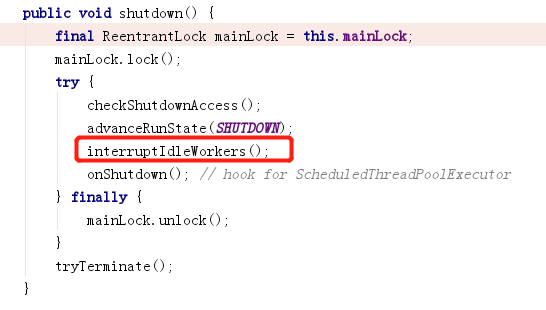 public void shutdown() {
    final ReentrantLock mainLock = this.mainLock;
    mainLock.lock();
    try {
        checkShutdownAccess();
        advanceRunState(SHUTDOWN);
        interruptIdleWorkers();
        onShutdown(); // hook for ScheduledThreadPoolExecutor
    } finally {
        mainLock.unlock();
    }
    tryTerminate();
}